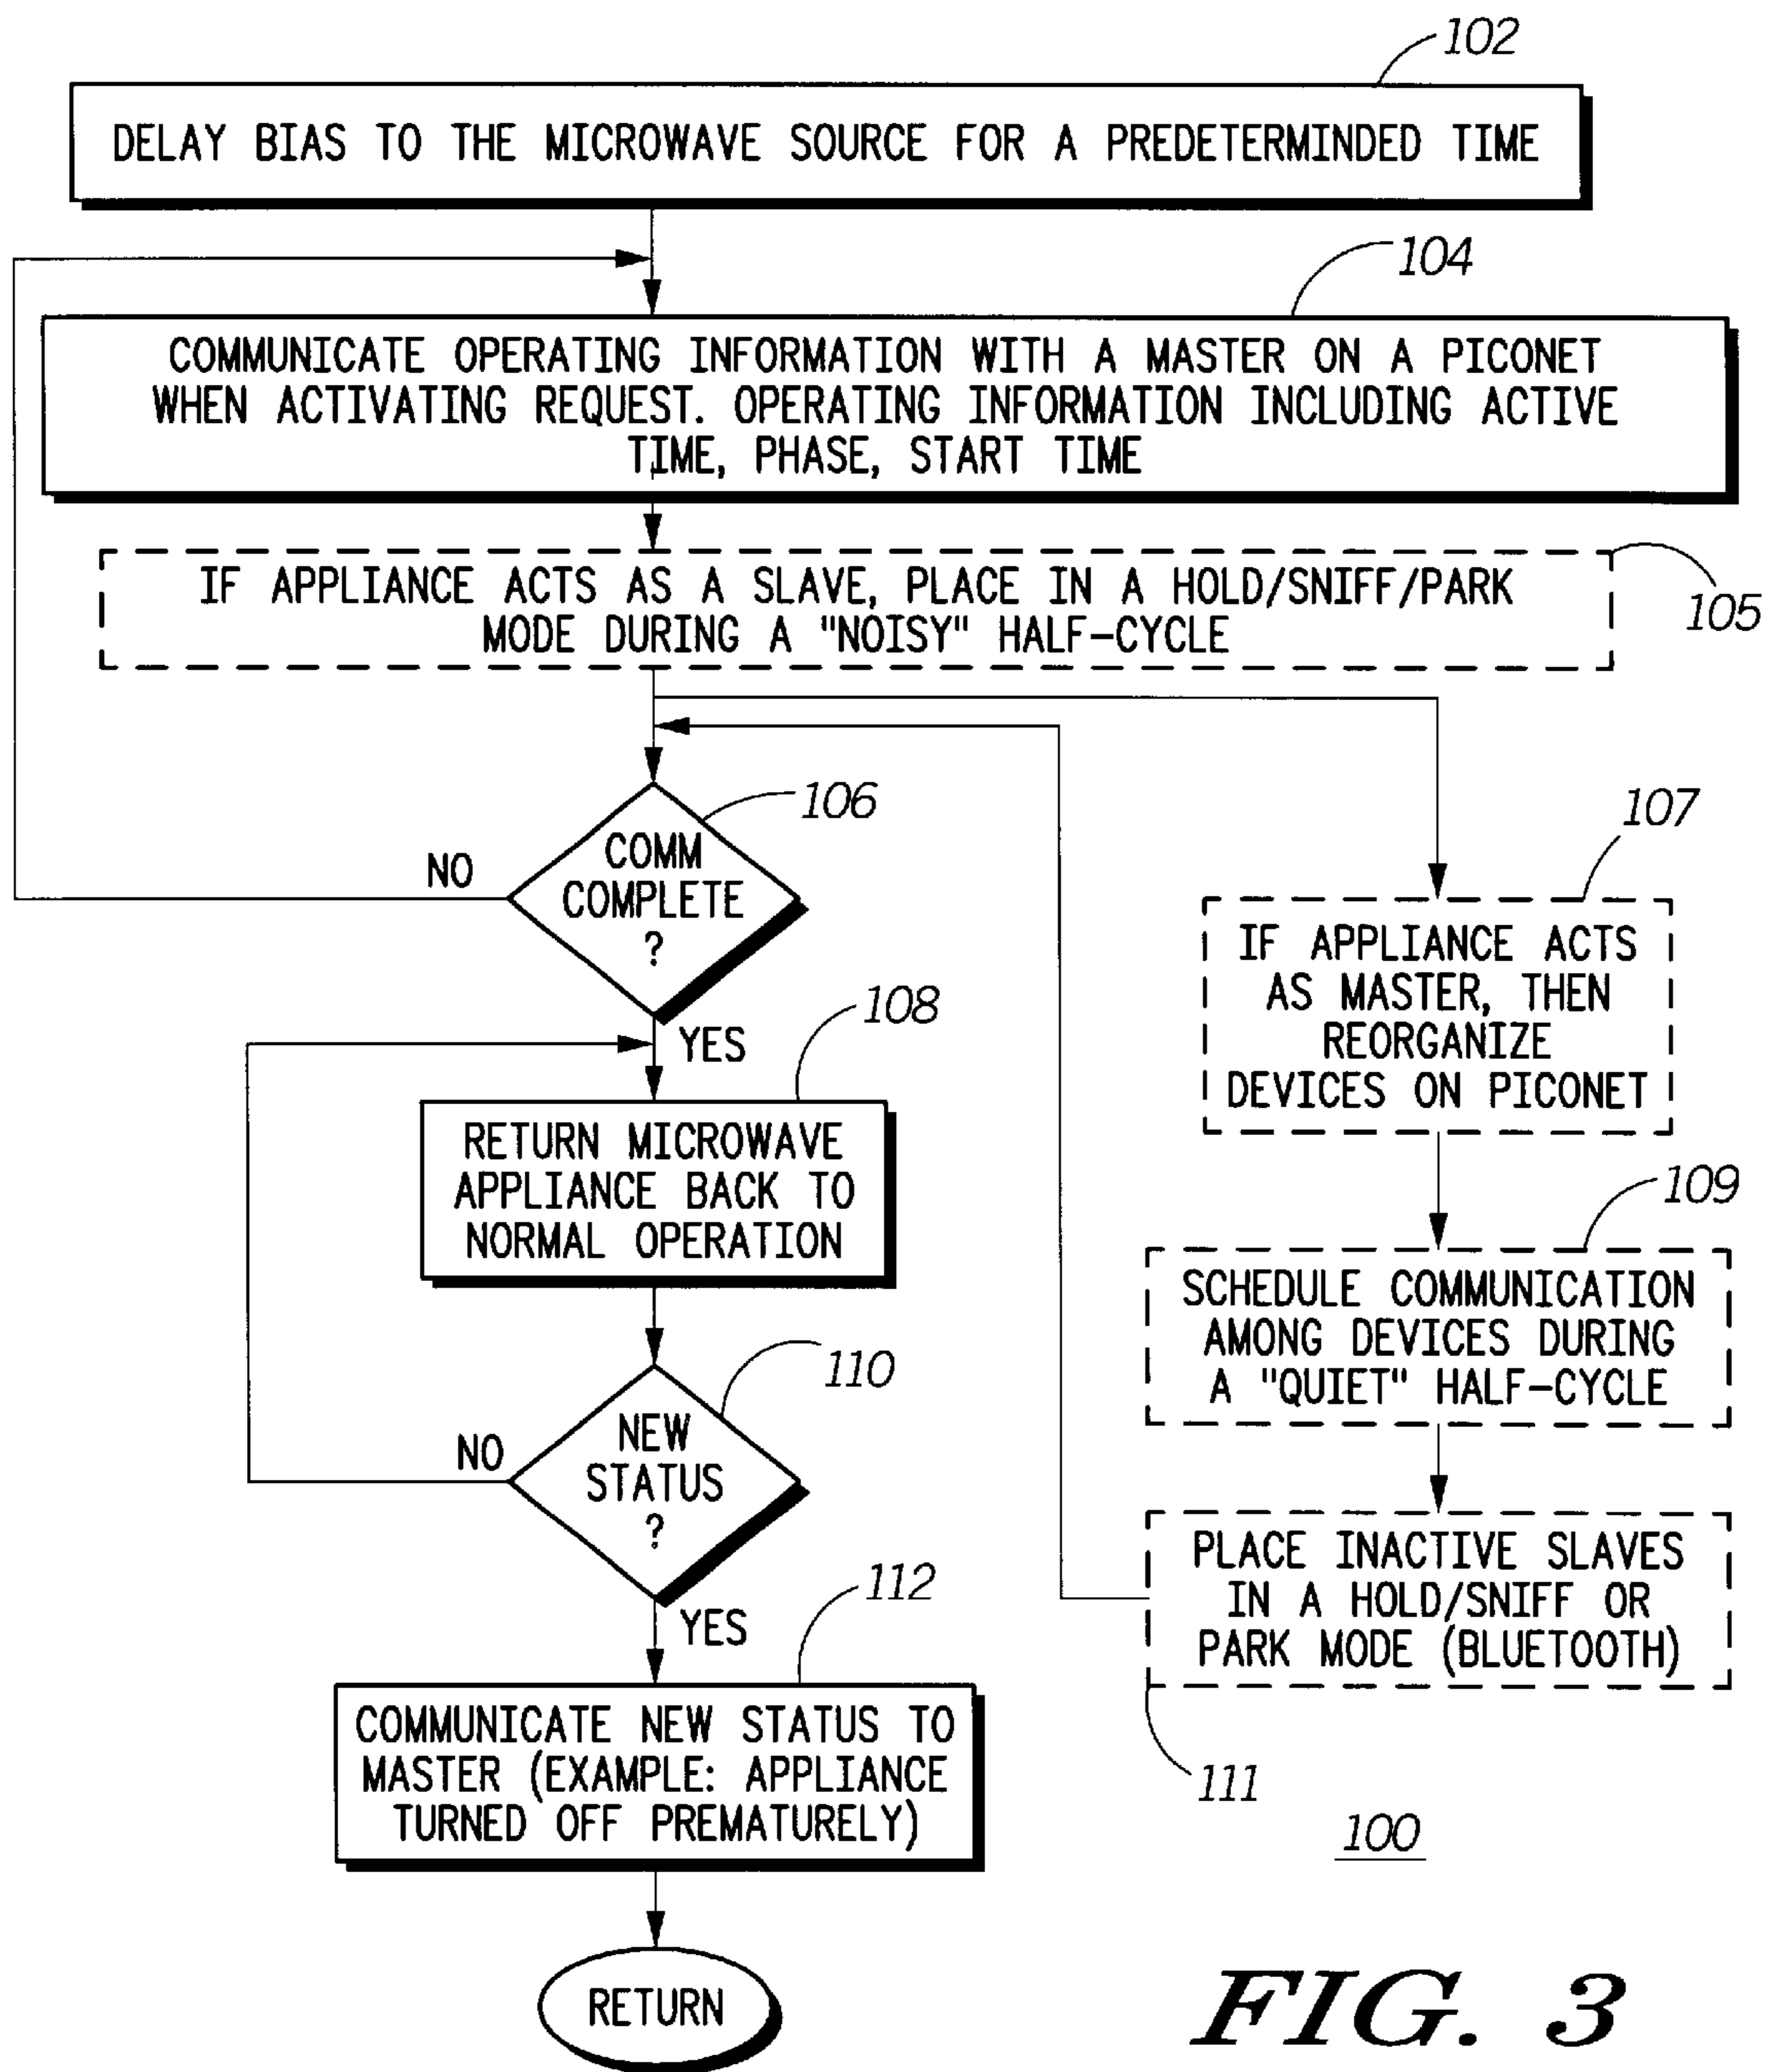 102
DELAY BIAS TO THE MICROWAVE SOURCE FOR A PREDETERMINDED TIME
104
COMMUNICATE OPERATING INFORMATION WITH A MASTER ON A PICONET
WHEN ACTIVATING REQUEST. OPERATING INFORMATION INCLUDING ACTIVE
TIME, PHASE, START TIME
105
IF APPLIANCE ACTS AS A SLAVE, PLACE IN A HOLD/SNIFF/PARK
MODE DURING A "NOISY" HALF-CYCLE
106
COMM
COMPLETE
?
NO
YES
107
IF APPLIANCE ACTS
AS MASTER, THEN
REORGANIZE
DEVICES ON PICONET
108
RETURN MICROWAVE
APPLIANCE BACK TO
NORMAL OPERATION
109
SCHEDULE COMMUNICATION
AMONG DEVICES DURING
A "QUIET" HALF-CYCLE
110
NEW
STATUS
?
NO
YES
PLACE INACTIVE SLAVES
IN A HOLD/SNIFF OR
PARK MODE (BLUETOOTH)
111
112
COMMUNICATE NEW STATUS TO
MASTER (EXAMPLE: APPLIANCE
TURNED OFF PREMATURELY)
100
RETURN
FIG. 3